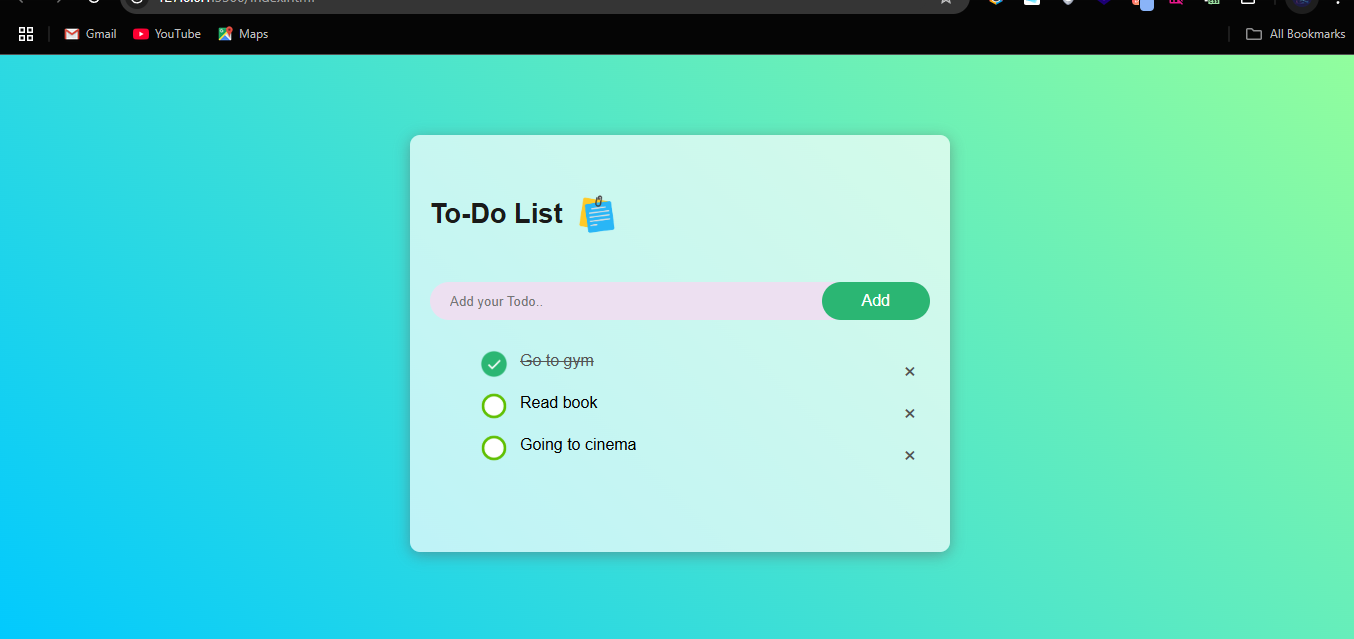 Gmail YouTube Maps All Bookmarks
To-Do List
Add your Todo.. Add
Go to gym ×
Read book ×
Going to cinema ×